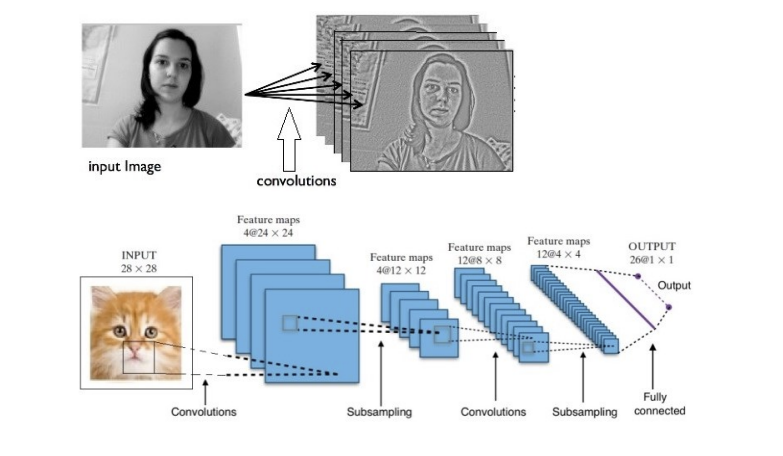 input Image
convolutions
Feature maps
4@24 × 24
INPUT
28 × 28
Feature maps
4@12 × 12
Feature maps
12@8 × 8
Feature maps
12@4 × 4
OUTPUT
26@1 × 1
Output
Convolutions
Subsampling
Convolutions
Subsampling
Fully
connected